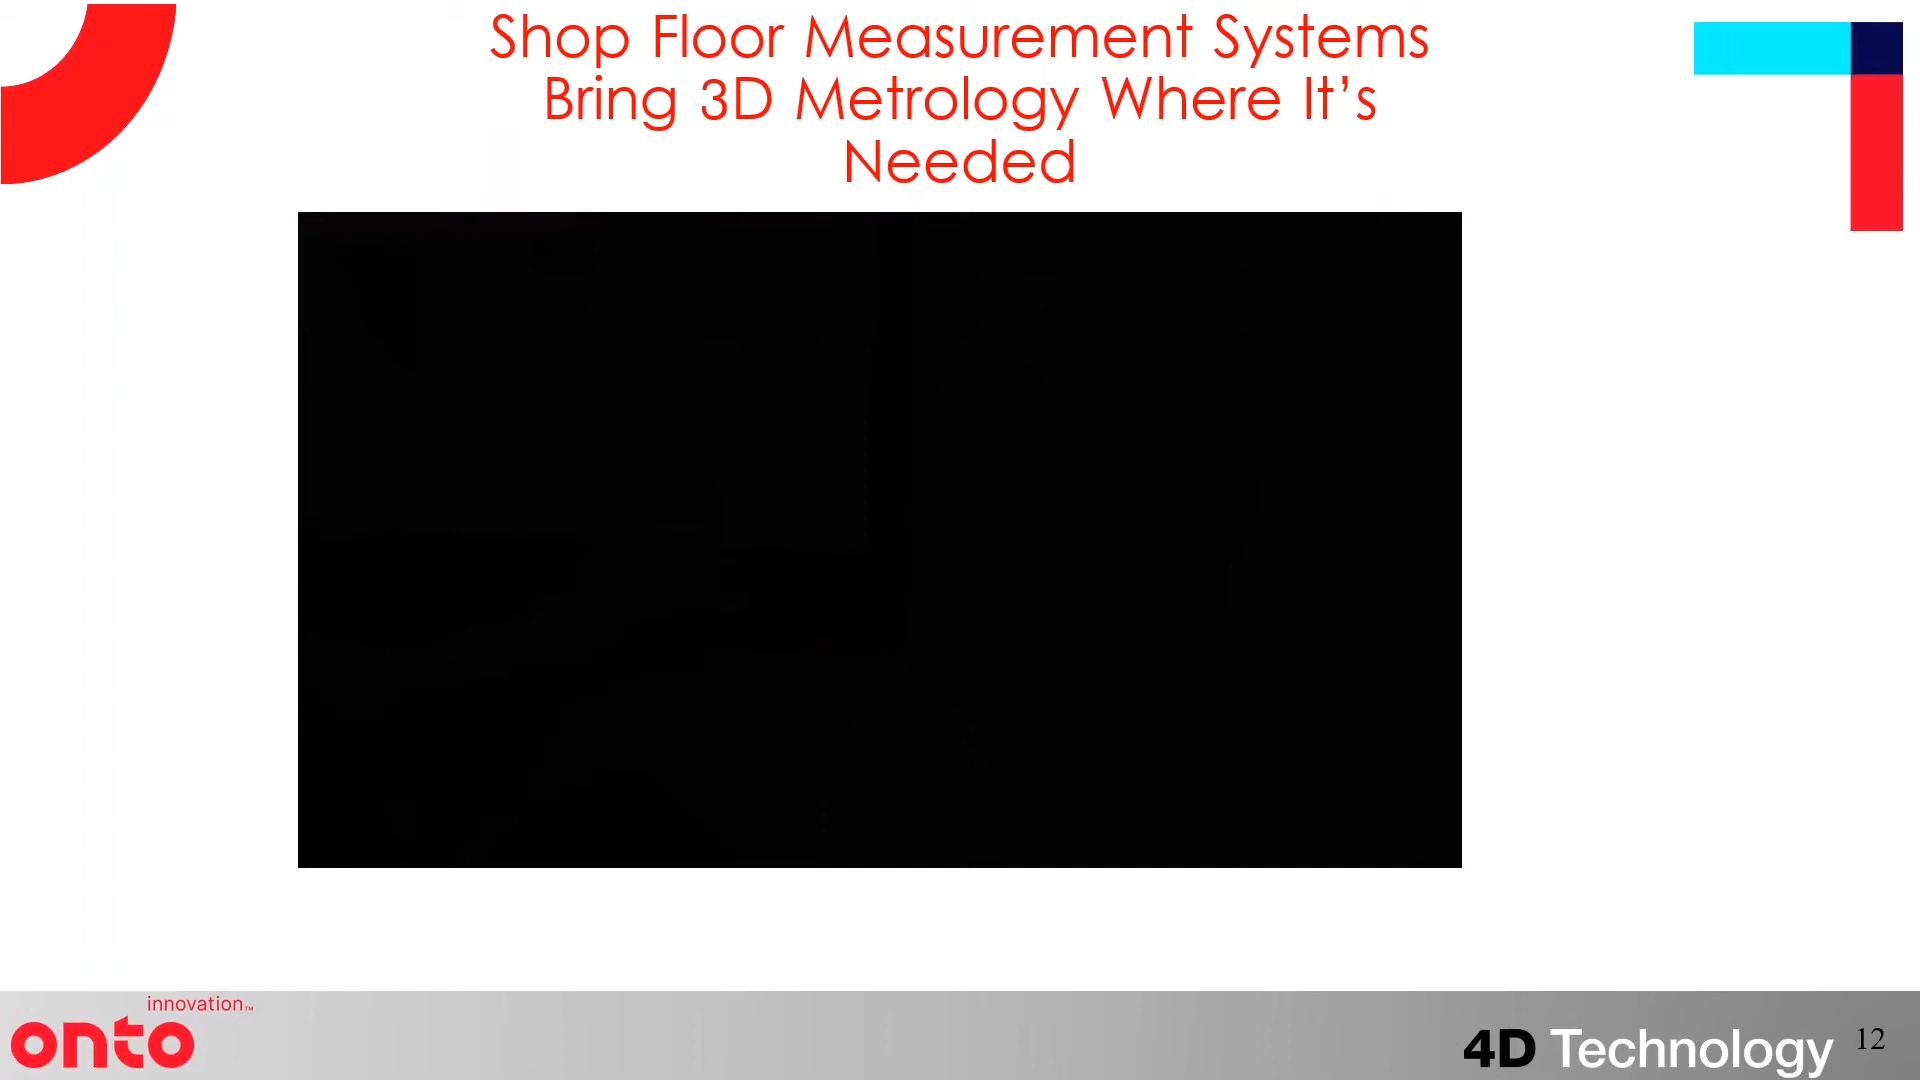 Shop Floor Measurement Systems
Bring 3D Metrology Where It’s
Needed
innovation™
onto
4D Technology
12